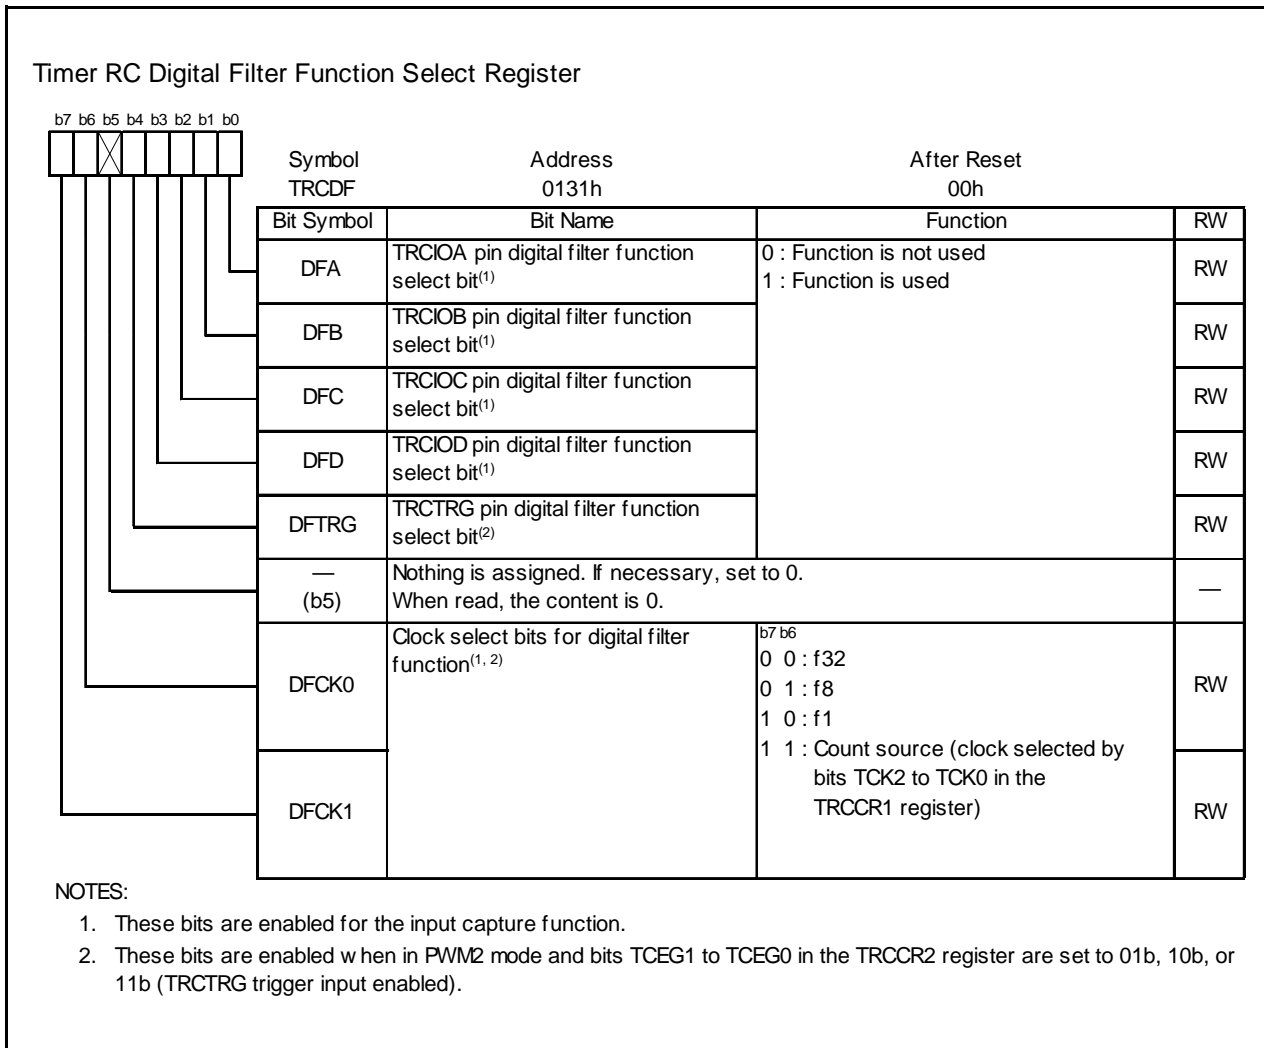 Timer RC Digital Filter Function Select Register
b7 b6 b5 b4 b3 b2 b1 b0
Symbol Address After Reset
TRCDF 0131h 00h
Bit Symbol Bit Name Function RW
DFA TRCIOA pin digital filter function select bit(1) 0 : Function is not used RW
1 : Function is used
DFB TRCIOB pin digital filter function select bit(1) RW
DFC TRCIOC pin digital filter function select bit(1) RW
DFD TRCIOD pin digital filter function select bit(1) RW
DFTRG TRCTRG pin digital filter function select bit(2) RW
— (b5) Nothing is assigned. If necessary, set to 0. —
When read, the content is 0.
DFCK0 Clock select bits for digital filter function(1, 2) b7 b6 RW
0 0 : f32
0 1 : f8
1 0 : f1
1 1 : Count source (clock selected by
bits TCK2 to TCK0 in the
TRCCR1 register)
DFCK1 RW
NOTES:
1. These bits are enabled for the input capture function.
2. These bits are enabled when in PWM2 mode and bits TCEG1 to TCEG0 in the TRCCR2 register are set to 01b, 10b, or
11b (TRCTRG trigger input enabled).